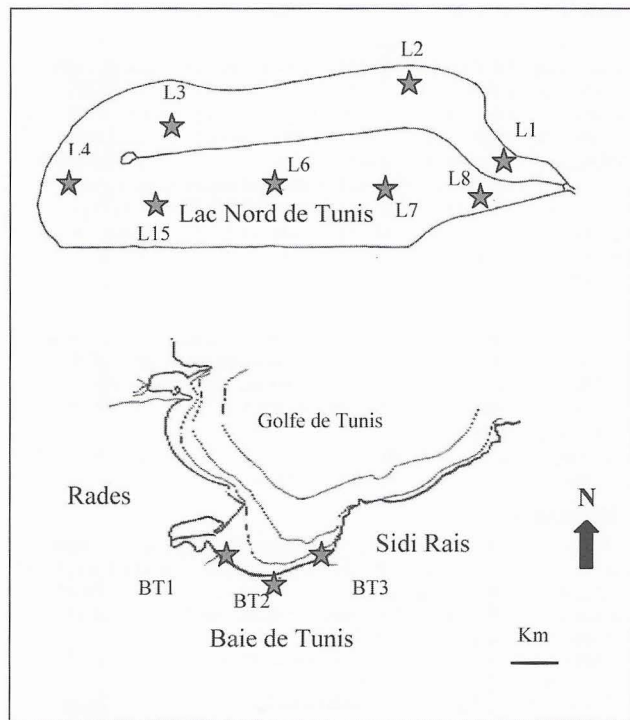 L2
L3
L1
L4
L6
L8
L7
Lac Nord de Tunis
L15
Golfe de Tunis
Rades
N
Sidi Rais
BT1
BT2
BT3
Baie de Tunis
Km